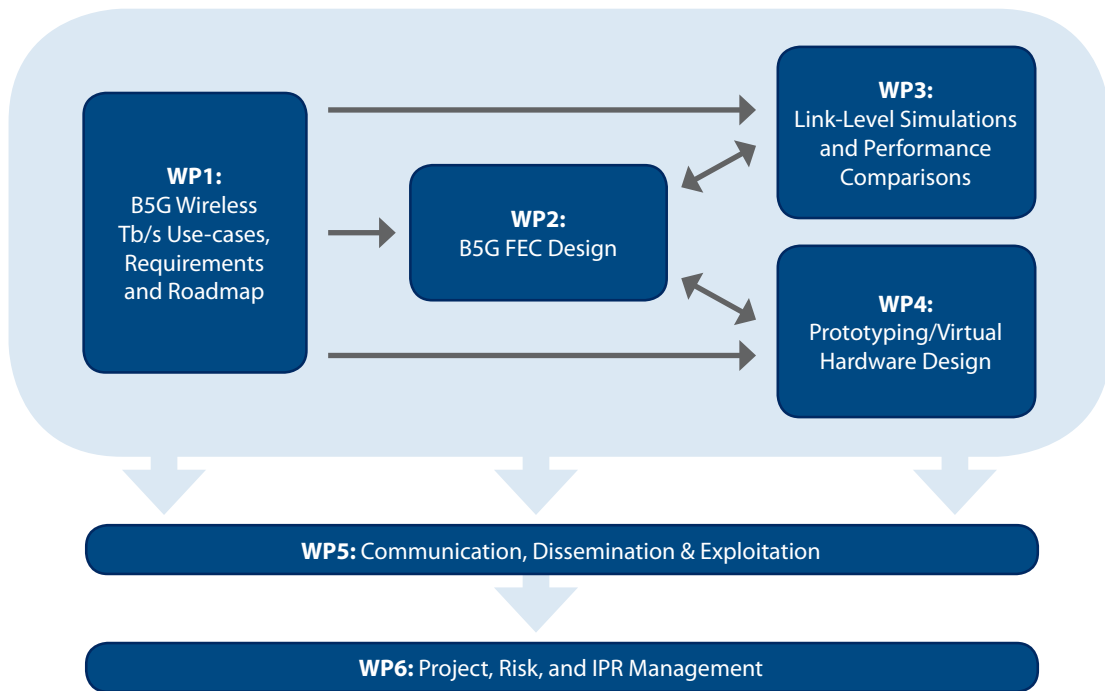 WP1:
B5G Wireless
Tb/s Use-cases,
Requirements
and Roadmap
WP2:
B5G FEC Design
WP3:
Link-Level Simulations
and Performance
Comparisons
WP4:
Prototyping/Virtual
Hardware Design
WP5: Communication, Dissemination & Exploitation
WP6: Project, Risk, and IPR Management